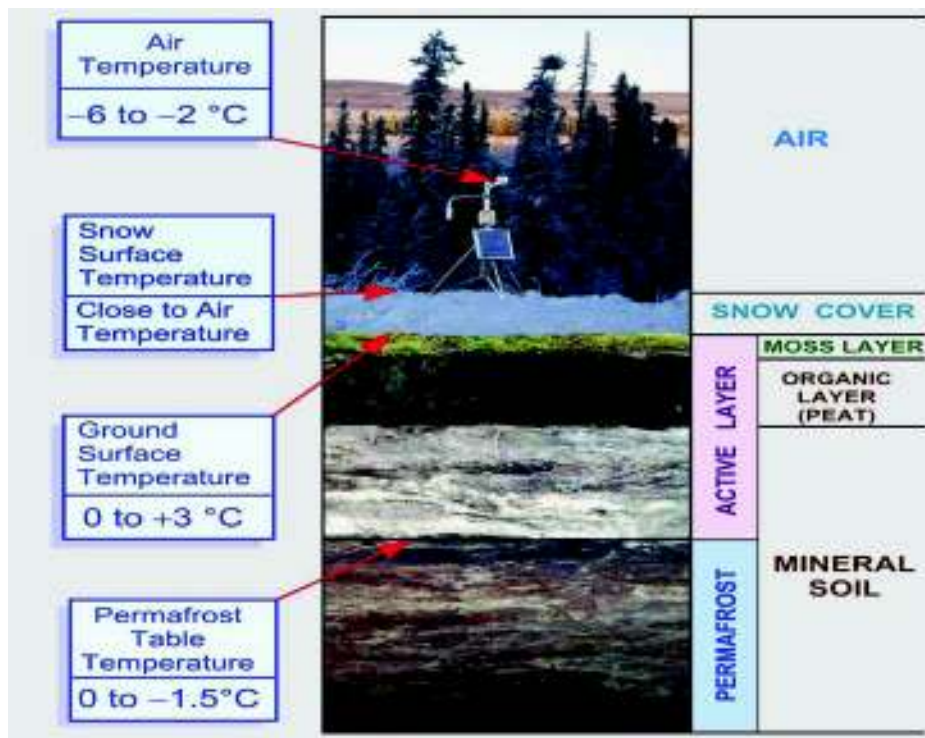 Air
Temperature
−6 to −2 °C
Snow
Surface
Temperature
Close to Air
Temperature
Ground
Surface
Temperature
0 to +3 °C
Permafrost
Table
Temperature
0 to −1.5°C
AIR
SNOW COVER
ACTIVE LAYER
MOSS LAYER
ORGANIC
LAYER
(PEAT)
PERMAFROST
MINERAL
SOIL